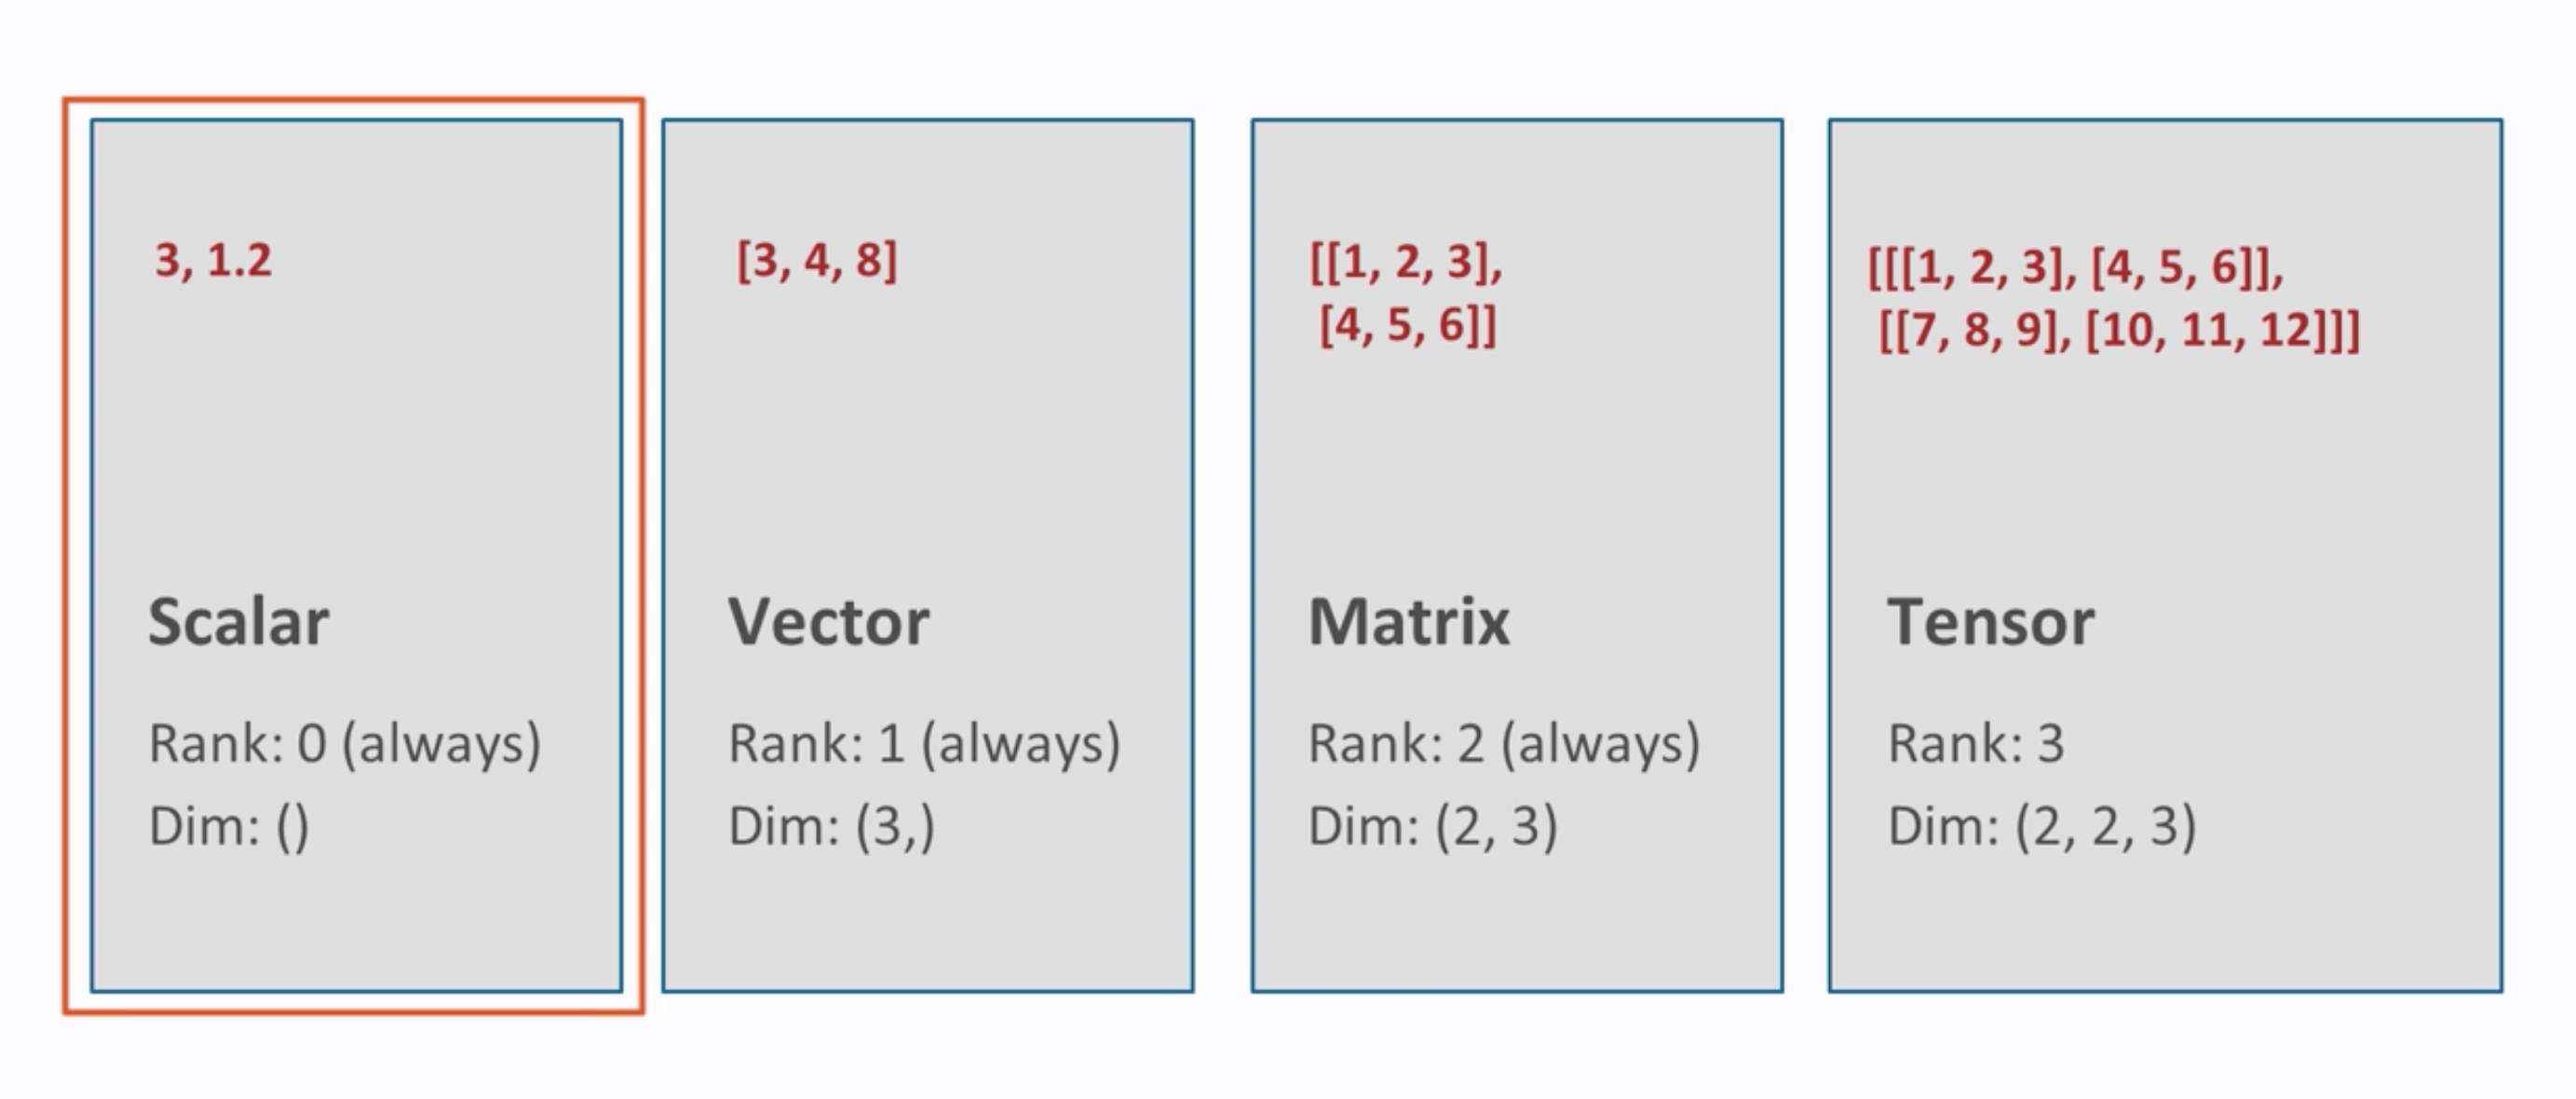 3, 1.2
Scalar
Rank: 0 (always)
Dim: ()
[3, 4, 8]
Vector
Rank: 1 (always)
Dim: (3,)
[[1, 2, 3],
[4, 5, 6]]
Matrix
Rank: 2 (always)
Dim: (2, 3)
[[[1, 2, 3], [4, 5, 6]],
[[7, 8, 9], [10, 11, 12]]]
Tensor
Rank: 3
Dim: (2, 2, 3)